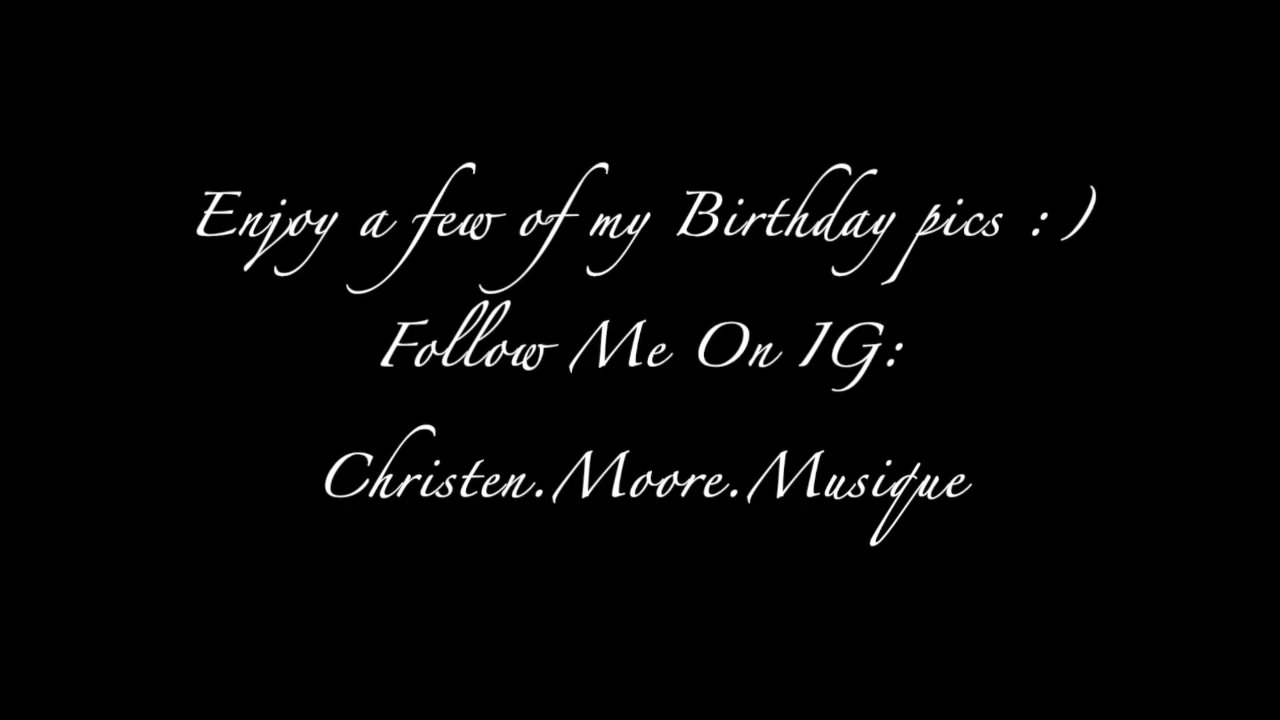 Enjoy a few of my Birthday pics : )
Follow Me On IG:
Christen.Moore.Musique